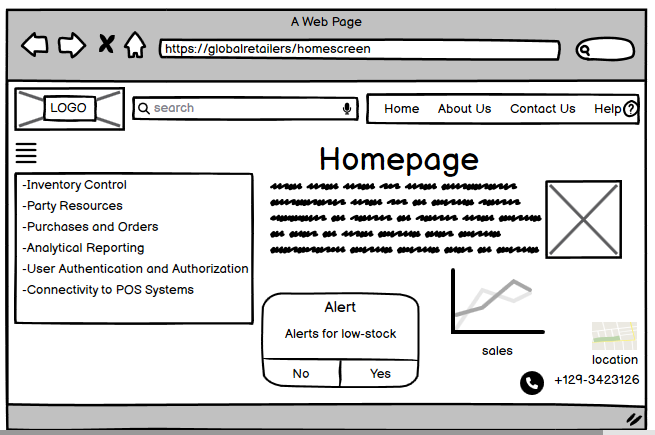 A Web Page
https://globalretailers/homescreen
LOGO
search
Home About Us Contact Us Help ?
Homepage
-Inventory Control
-Party Resources
-Purchases and Orders
-Analytical Reporting
-User Authentication and Authorization
-Connectivity to POS Systems
Alert
Alerts for low-stock
No Yes
sales
location
+129-3423126